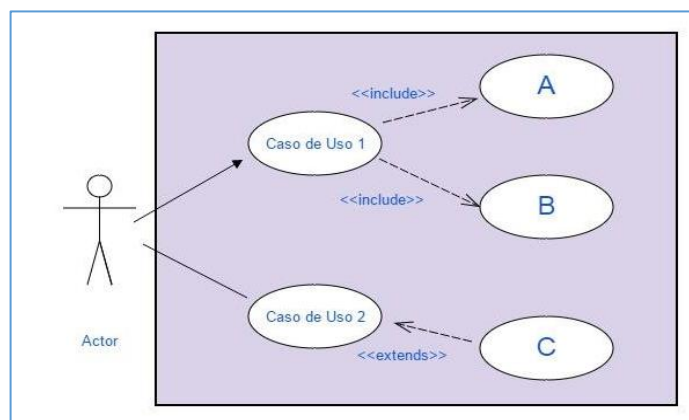 A
<<include>>
Caso de Uso 1
<<include>>
B
Caso de Uso 2
C
Actor
<<extends>>